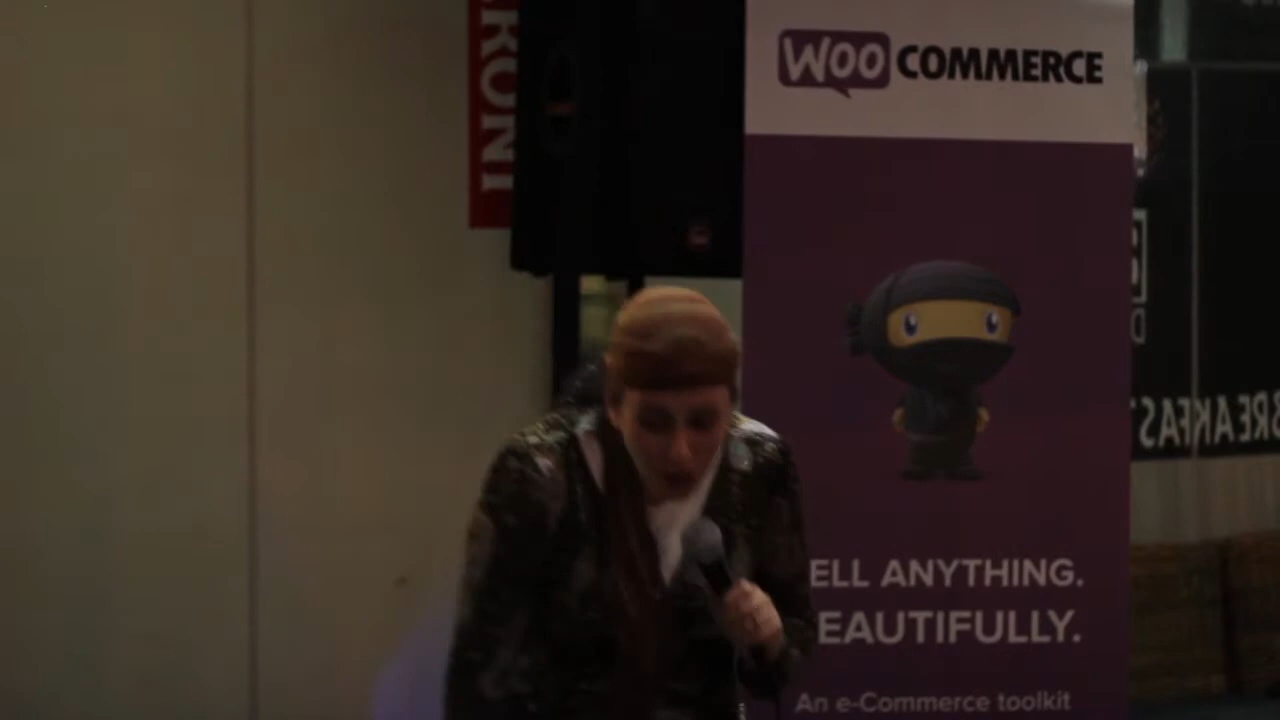 WOO COMMERCE
ELL ANYTHING.
EAUTIFULLY.
An e-Commerce toolkit
RONI
BREAKFAS